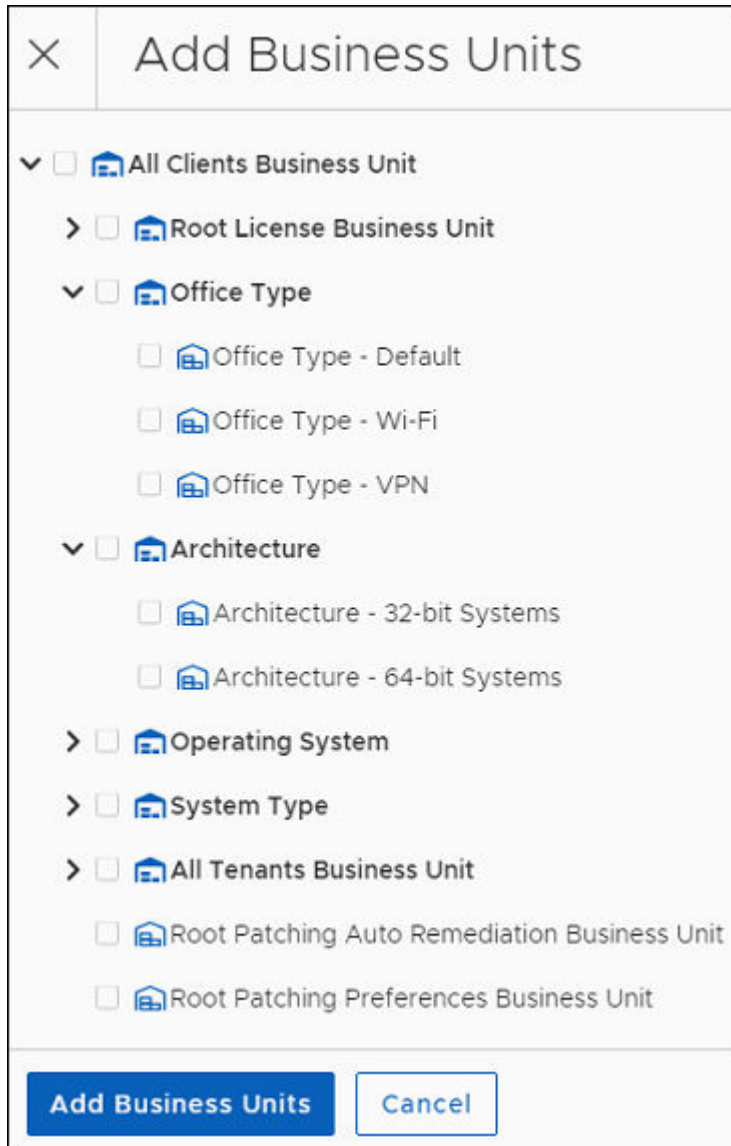 Add Business Units
All Clients Business Unit
Root License Business Unit
Office Type
Office Type - Default
Office Type - Wi-Fi
Office Type - VPN
Architecture
Architecture - 32-bit Systems
Architecture - 64-bit Systems
Operating System
System Type
All Tenants Business Unit
Root Patching Auto Remediation Business Unit
Root Patching Preferences Business Unit
Add Business Units Cancel